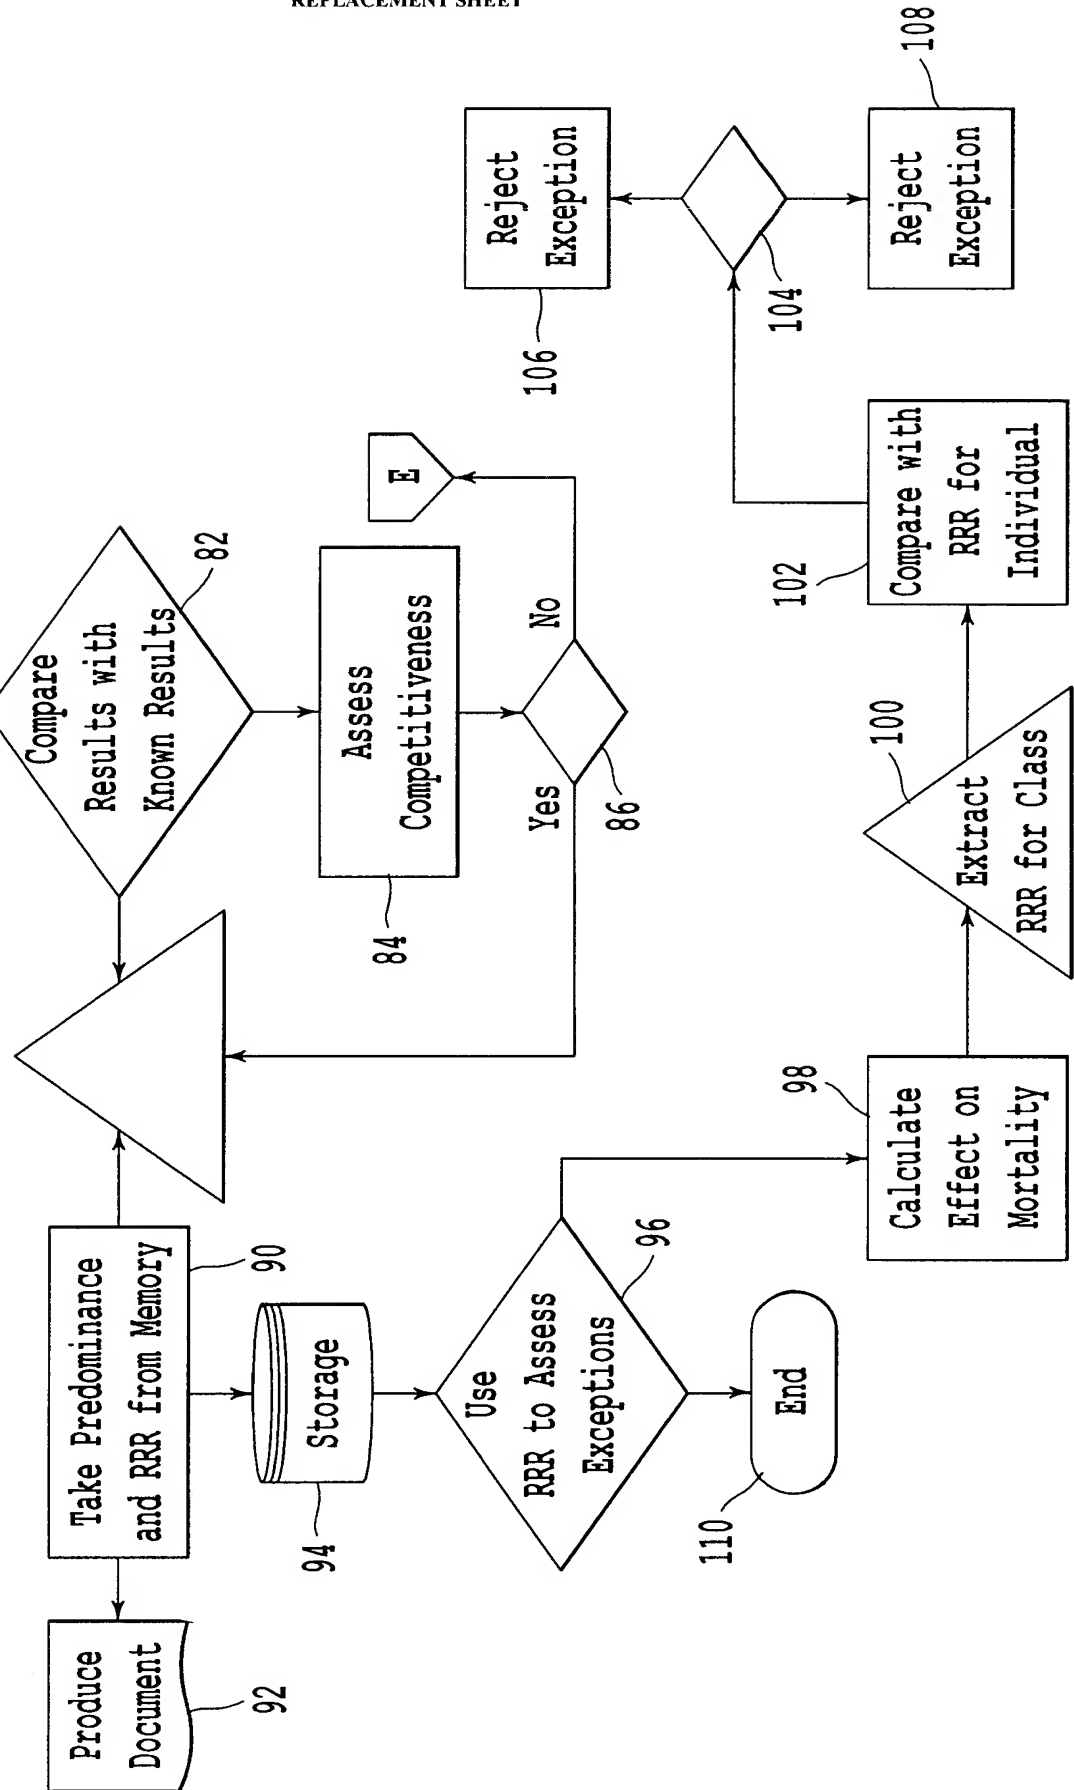 REPLACEMENT SHEET
Produce
Document
92
Take Predominance
and RRR from Memory
90
Compare
Results with
Known Results
82
Storage
94
Assess
Competitiveness
84
E
Yes
No
86
Use
RRR to Assess
Exceptions
96
End
110
Reject
Exception
106
104
Calculate
Effect on
Mortality
98
Extract
RRR for Class
100
Compare with
RRR for
Individual
102
Reject
Exception
108